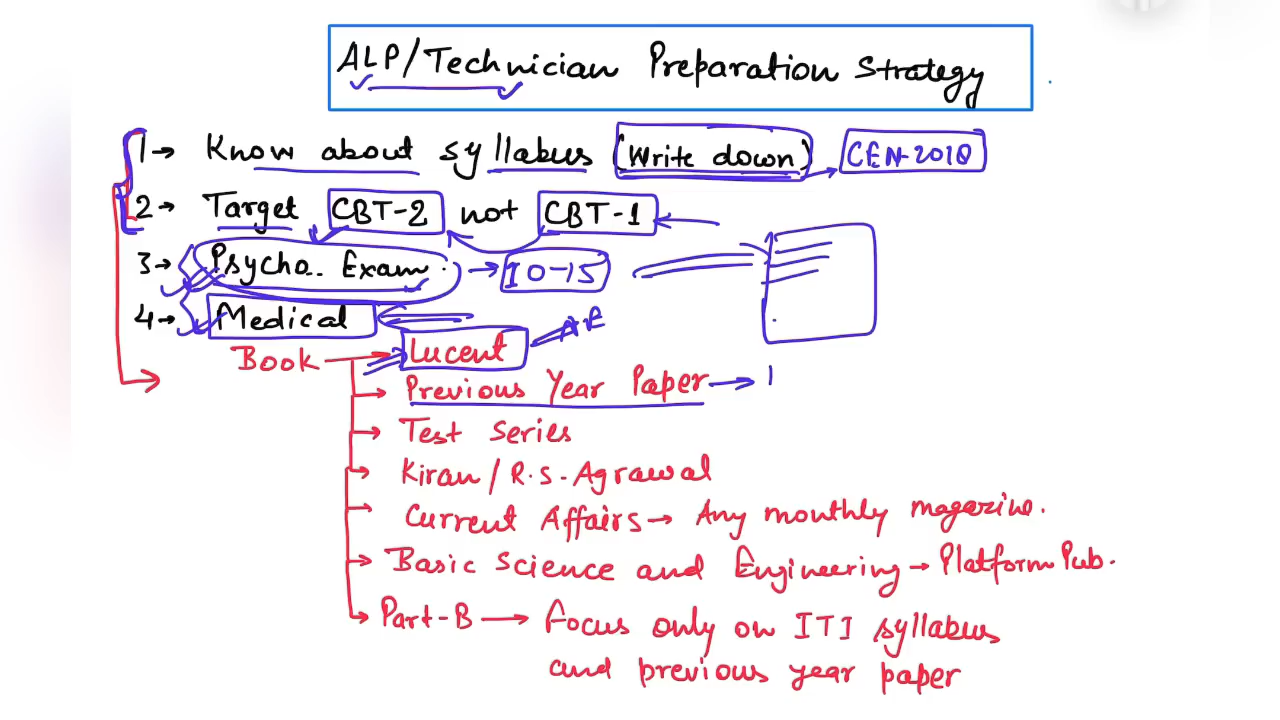 ALP/Technician Preparation Strategy
1→ Know about syllabus (Write down) → CEN-2018
2→ Target CBT-2 not CBT-1
3→ Psycho.. Exam → 10-15
4→ Medical
Book → Lucent
→ Previous Year Paper → 1
→ Test Series
→ Kiran / R.S. Agrawal
→ Current Affairs → Any monthly magazine.
→ Basic Science and Engineering → Platform Pub.
→ Part-B → Focus only on ITI syllabus
and previous year paper